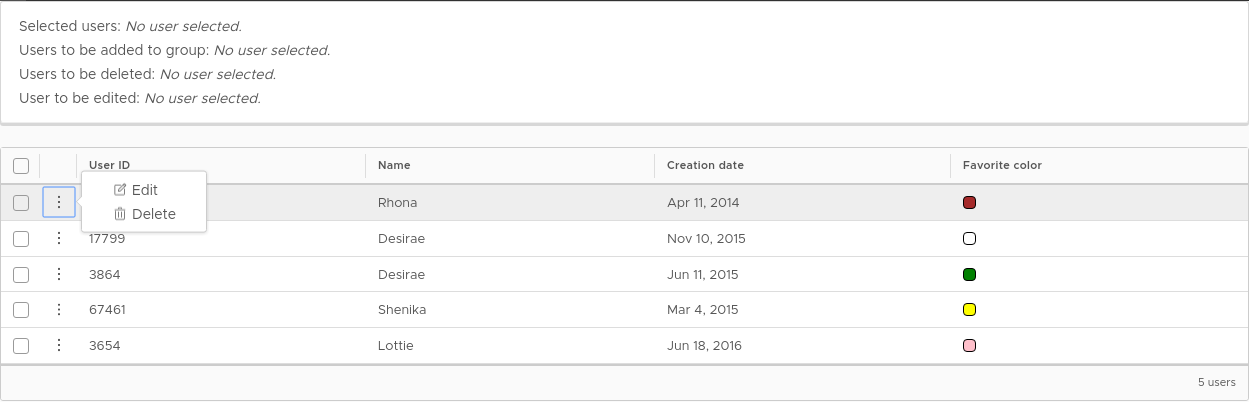 Selected users: No user selected.
Users to be added to group: No user selected.
Users to be deleted: No user selected.
User to be edited: No user selected.
User ID Name Creation date Favorite color
Edit
Delete
Rhona Apr 11, 2014
17799 Desirae Nov 10, 2015
3864 Desirae Jun 11, 2015
67461 Shenika Mar 4, 2015
3654 Lottie Jun 18, 2016
5 users